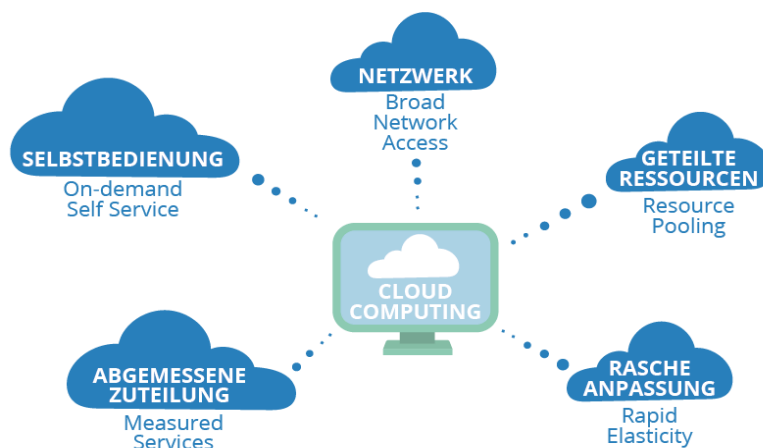 NETZWERK
Broad
Network
Access
SELBSTBEDIENUNG
On-demand
Self Service
GETEILTE
RESSOURCEN
Resource
Pooling
CLOUD
COMPUTING
ABGEMESSENE
ZUTEILUNG
Measured
Services
RASCHE
ANPASSUNG
Rapid
Elasticity